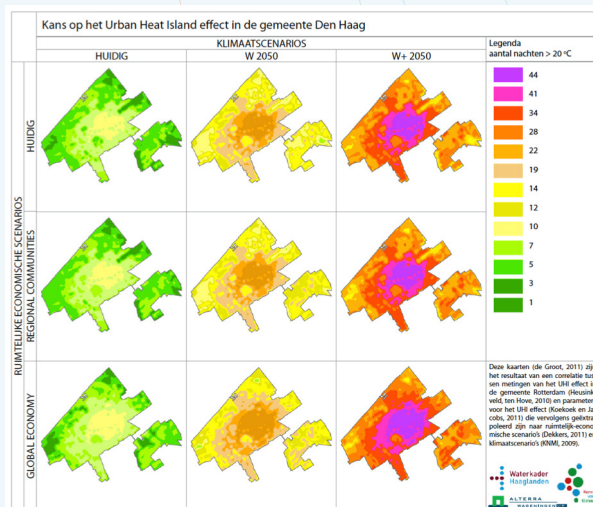 Kans op het Urban Heat Island effect in de gemeente Den Haag
KLIMAATSCENARIOS
HUIDIG
W 2050
W+ 2050
Legenda
aantal nachten > 20 °C
44
41
34
28
22
19
14
12
10
7
5
3
1
RUIMTELIJKE ECONOMISCHE SCENARIOS
HUIDIG
REGIONAL COMMUNITIES
GLOBAL ECONOMY
Deze kaarten (de Groot, 2011) zij
het resultaat van een correlatie tus
sen metingen van het UHI effect i
de gemeente Rotterdam (Heusink
veld, ten Hove, 2010) en parameter
voor het UHI effect (Koekoek en Ja
cobs, 2011) die vervolgens geëxtra
poleerd zijn naar ruimtelijk-econo
mische scenario's (Dekkers, 2011) e
klimaatscenario's (KNMI, 2009).
Waterkader
Haaglanden
ALTERRA
WAGENINGEN